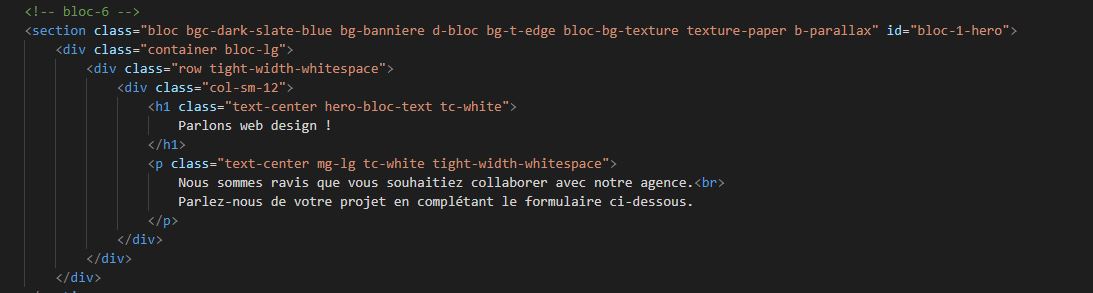 <!-- bloc-6 -->
<section class="bloc bgc-dark-slate-blue bg-banniere d-bloc bg-t-edge bloc-bg-texture texture-paper b-parallax" id="bloc-1-hero">
<div class="container bloc-lg">
<div class="row tight-width-whitespace">
<div class="col-sm-12">
<h1 class="text-center hero-bloc-text tc-white">
Parlons web design !
</h1>
<p class="text-center mg-lg tc-white tight-width-whitespace">
Nous sommes ravis que vous souhaitiez collaborer avec notre agence.<br>
Parlez-nous de votre projet en complétant le formulaire ci-dessous.
</p>
</div>
</div>
</div>